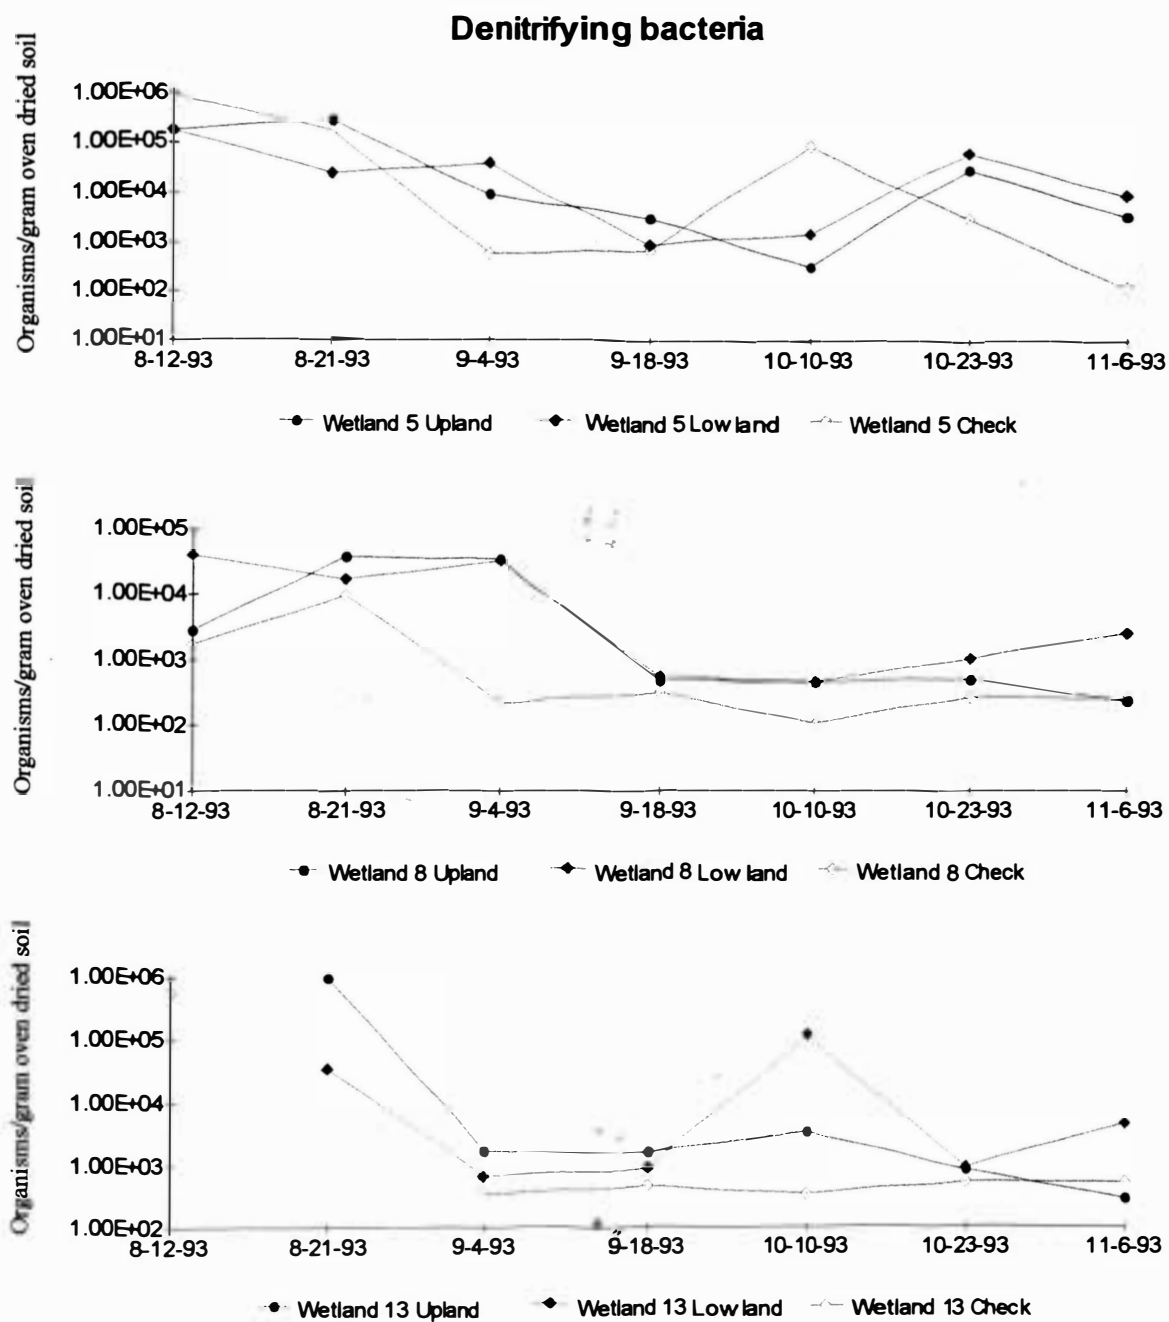 Denitrifying bacteria
Organisms/gram oven dried soil
1.00E+06
1.00E+05
1.00E+04
1.00E+03
1.00E+02
1.00E+01
8-12-93 8-21-93 9-4-93 9-18-93 10-10-93 10-23-93 11-6-93
Wetland 5 Upland Wetland 5 Lowland Wetland 5 Check
Organisms/gram oven dried soil
1.00E+05
1.00E+04
1.00E+03
1.00E+02
1.00E+01
8-12-93 8-21-93 9-4-93 9-18-93 10-10-93 10-23-93 11-6-93
Wetland 8 Upland Wetland 8 Lowland Wetland 8 Check
Organisms/gram oven dried soil
1.00E+06
1.00E+05
1.00E+04
1.00E+03
1.00E+02
8-12-93 8-21-93 9-4-93 9-18-93 10-10-93 10-23-93 11-6-93
Wetland 13 Upland Wetland 13 Lowland Wetland 13 Check